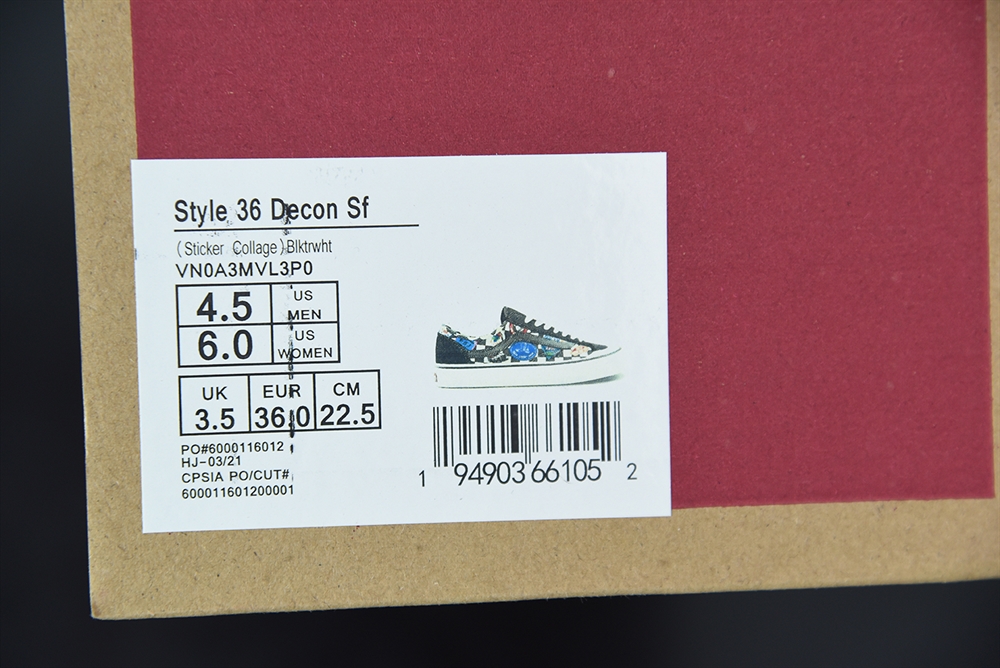 Style 36 Decon Sf
(Sticker Collage)Blktrwht
VN0A3MVL3P0
4.5 US MEN
6.0 US WOMEN
UK EUR CM
3.5 36.0 22.5
PO#6000116012
HJ-03/21
CPSIA PO/CUT#
600011601200001
1 94903 66105 2